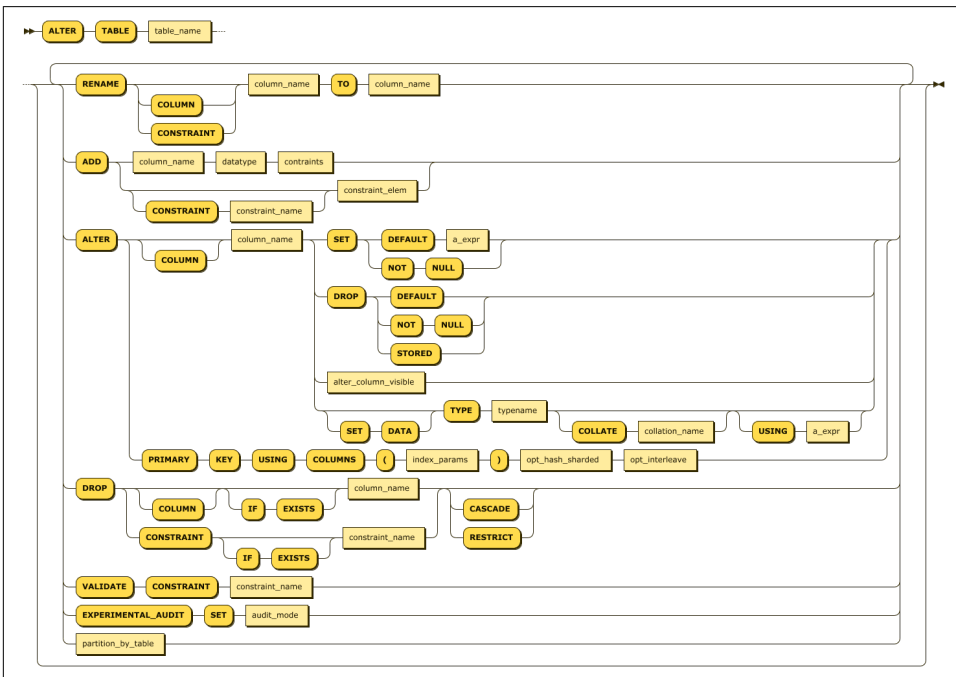 ALTER TABLE table_name
RENAME column_name TO column_name
COLUMN
CONSTRAINT
ADD column_name datatype contraints
constraint_elem
CONSTRAINT constraint_name
ALTER column_name SET DEFAULT a_expr
COLUMN NOT NULL
DROP DEFAULT
NOT NULL
STORED
alter_column_visible
TYPE typename
SET DATA COLLATE collation_name USING a_expr
PRIMARY KEY USING COLUMNS ( index_params ) opt_hash_sharded opt_interleave
DROP column_name
COLUMN IF EXISTS CASCADE
CONSTRAINT constraint_name RESTRICT
IF EXISTS
VALIDATE CONSTRAINT constraint_name
EXPERIMENTAL_AUDIT SET audit_mode
partition_by_table